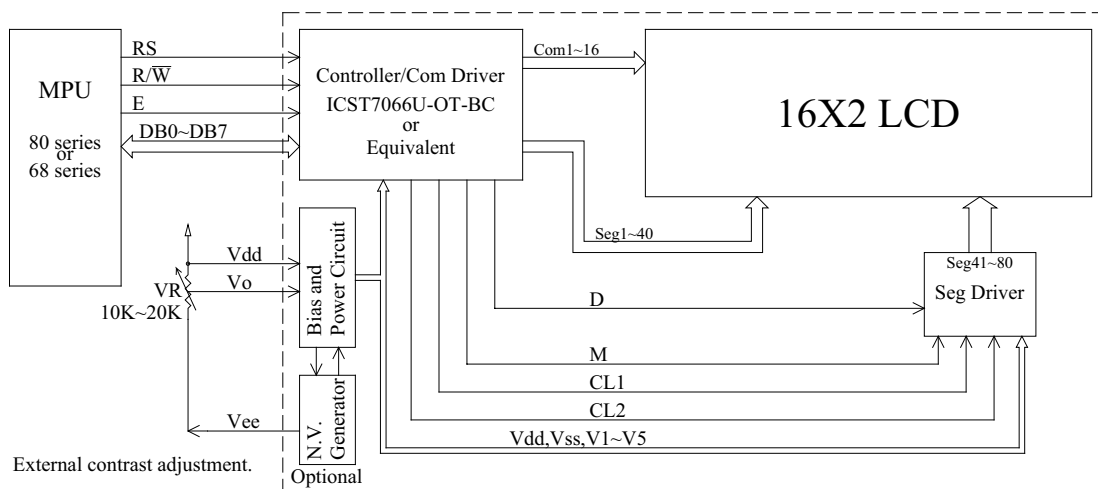 MPU
80 series
or
68 series
RS
R/W̅
E
DB0~DB7
Controller/Com Driver
ICST7066U-OT-BC
or
Equivalent
Com1~16
16X2 LCD
Seg1~40
Seg41~80
Seg Driver
Vdd
Vo
VR
10K~20K
Bias and
Power Circuit
D
M
CL1
CL2
Vdd,Vss,V1~V5
Vee
N.V.
Generator
Optional
External contrast adjustment.